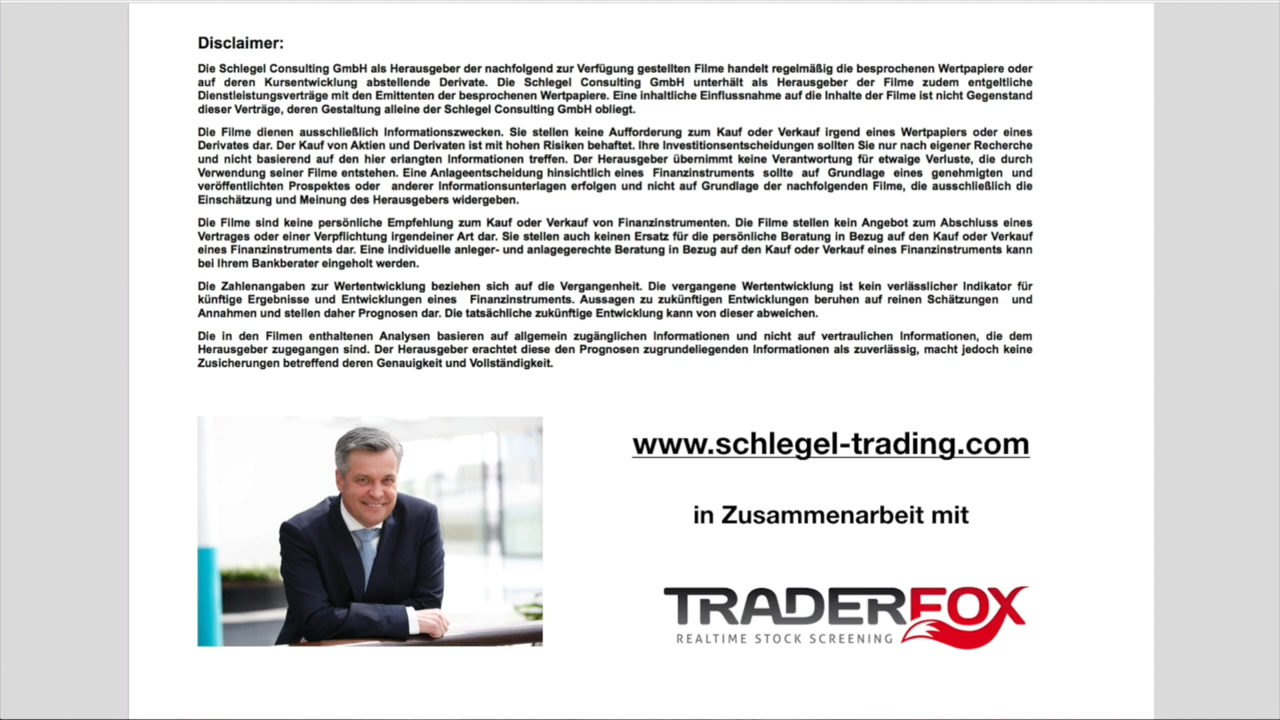 Disclaimer:
Die Schlegel Consulting GmbH als Herausgeber der nachfolgend zur Verfügung gestellten Filme handelt regelmäßig die besprochenen Wertpapiere oder
auf deren Kursentwicklung abstellende Derivate. Die Schlegel Consulting GmbH unterhält als Herausgeber der Filme zudem entgeltliche
Dienstleistungsverträge mit den Emittenten der besprochenen Wertpapiere. Eine inhaltliche Einflussnahme auf die Inhalte der Filme ist nicht Gegenstand
dieser Verträge, deren Gestaltung alleine der Schlegel Consulting GmbH obliegt.
Die Filme dienen ausschließlich Informationszwecken. Sie stellen keine Aufforderung zum Kauf oder Verkauf irgend eines Wertpapiers oder eines
Derivates dar. Der Kauf von Aktien und Derivaten ist mit hohen Risiken behaftet. Ihre Investitionsentscheidungen sollten Sie nur nach eigener Recherche
und nicht basierend auf den hier erlangten Informationen treffen. Der Herausgeber übernimmt keine Verantwortung für etwaige Verluste, die durch
Verwendung seiner Filme entstehen. Eine Anlageentscheidung hinsichtlich eines Finanzinstruments sollte auf Grundlage eines genehmigten und
veröffentlichten Prospektes oder anderer Informationsunterlagen erfolgen und nicht auf Grundlage der nachfolgenden Filme, die ausschließlich die
Einschätzung und Meinung des Herausgebers widergeben.
Die Filme sind keine persönliche Empfehlung zum Kauf oder Verkauf von Finanzinstrumenten. Die Filme stellen kein Angebot zum Abschluss eines
Vertrages oder einer Verpflichtung irgendeiner Art dar. Sie stellen auch keinen Ersatz für die persönliche Beratung in Bezug auf den Kauf oder Verkauf
eines Finanzinstruments dar. Eine individuelle anleger- und anlagegerechte Beratung in Bezug auf den Kauf oder Verkauf eines Finanzinstruments kann
bei Ihrem Bankberater eingeholt werden.
Die Zahlenangaben zur Wertentwicklung beziehen sich auf die Vergangenheit. Die vergangene Wertentwicklung ist kein verlässlicher Indikator für
künftige Ergebnisse und Entwicklungen eines Finanzinstruments. Aussagen zu zukünftigen Entwicklungen beruhen auf reinen Schätzungen und
Annahmen und stellen daher Prognosen dar. Die tatsächliche zukünftige Entwicklung kann von dieser abweichen.
Die in den Filmen enthaltenen Analysen basieren auf allgemein zugänglichen Informationen und nicht auf vertraulichen Informationen, die dem
Herausgeber zugegangen sind. Der Herausgeber erachtet diese den Prognosen zugrundeliegenden Informationen als zuverlässig, macht jedoch keine
Zusicherungen betreffend deren Genauigkeit und Vollständigkeit.
www.schlegel-trading.com
in Zusammenarbeit mit
TRADERFOX
REALTIME STOCK SCREENING